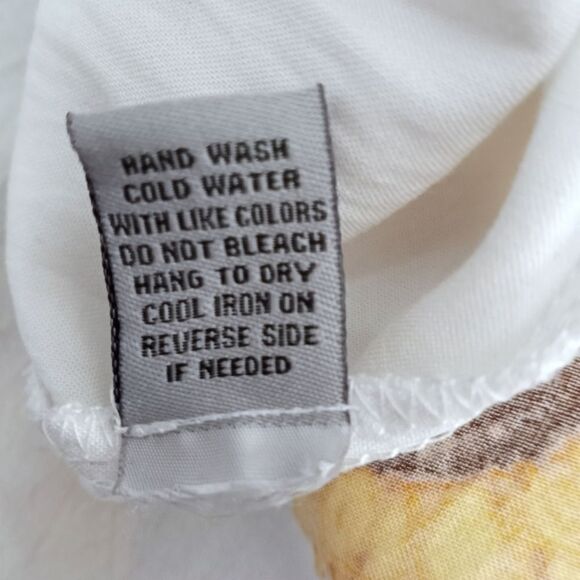 HAND WASH
COLD WATER
WITH LIKE COLORS
DO NOT BLEACH
HANG TO DRY
COOL IRON ON
REVERSE SIDE
IF NEEDED